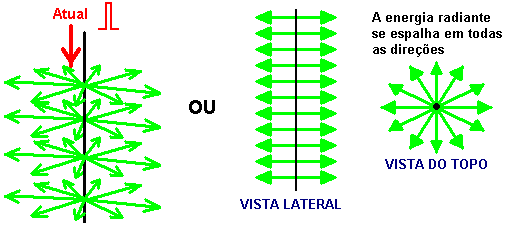 Atual
OU
VISTA LATERAL
A energia radiante
se espalha em todas
as direções
VISTA DO TOPO